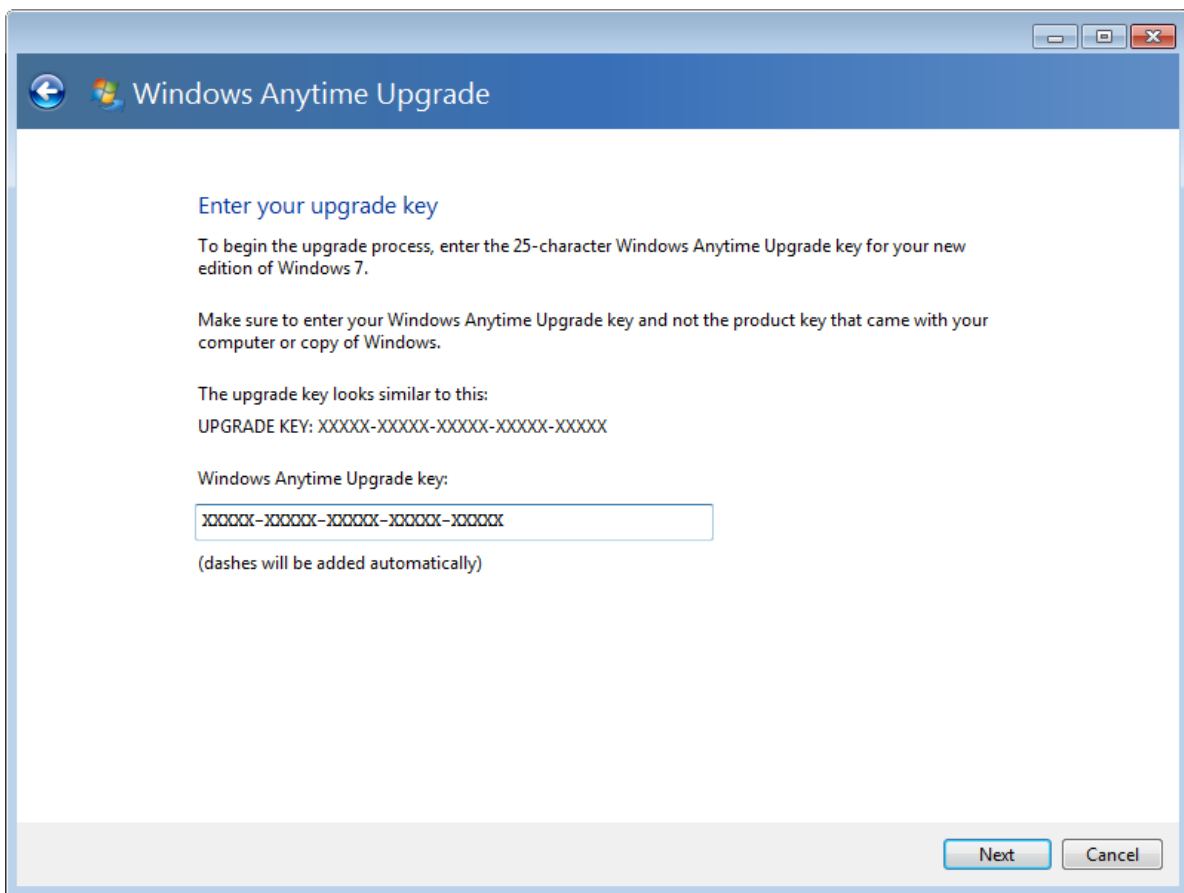 Windows Anytime Upgrade
Enter your upgrade key
To begin the upgrade process, enter the 25-character Windows Anytime Upgrade key for your new
edition of Windows 7.
Make sure to enter your Windows Anytime Upgrade key and not the product key that came with your
computer or copy of Windows.
The upgrade key looks similar to this:
UPGRADE KEY: XXXXX-XXXXX-XXXXX-XXXXX-XXXXX
Windows Anytime Upgrade key:
XXXXX-XXXXX-XXXXX-XXXXX-XXXXX
(dashes will be added automatically)
Next Cancel